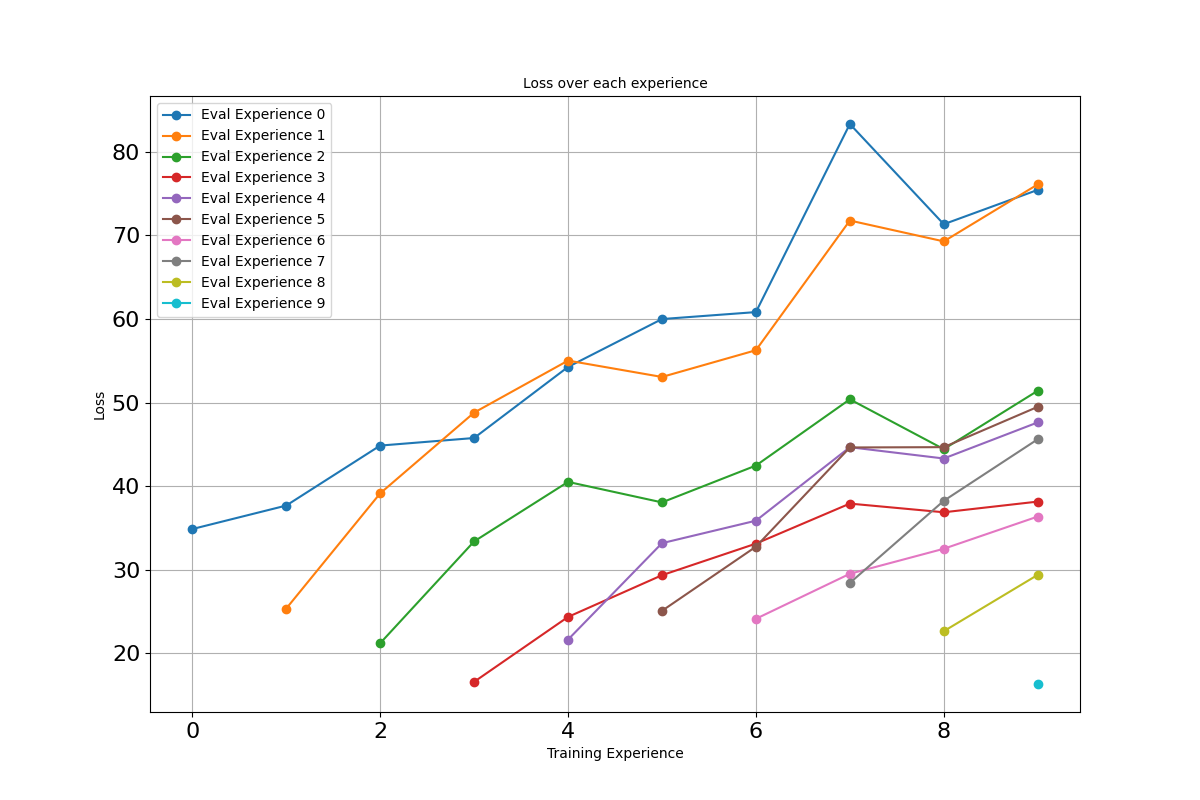 Loss over each experience
Eval Experience 0
Eval Experience 1
Eval Experience 2
Eval Experience 3
Eval Experience 4
Eval Experience 5
Eval Experience 6
Eval Experience 7
Eval Experience 8
Eval Experience 9
80
70
60
50
40
30
20
Loss
0 2 4 6 8
Training Experience